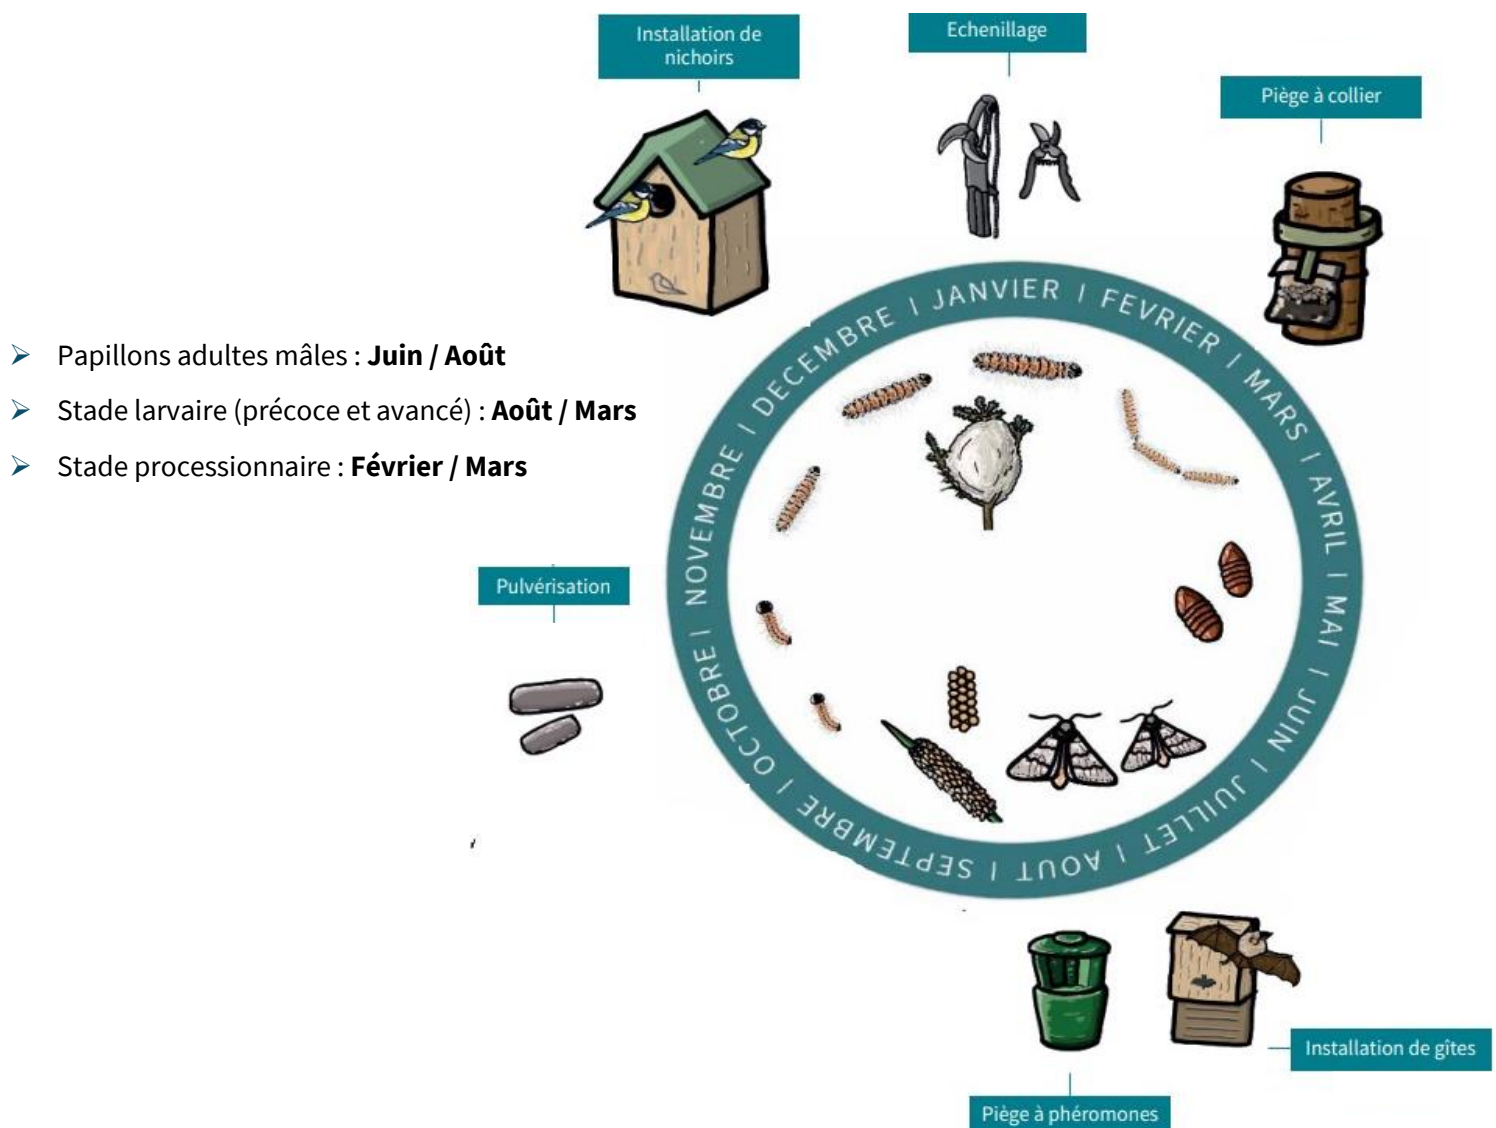 Installation de
nichoirs
Echenillage
Piège à collier
➢ Papillons adultes mâles : Juin / Août
➢ Stade larvaire (précoce et avancé) : Août / Mars
➢ Stade processionnaire : Février / Mars
Pulvérisation
JANVIER | FEVRIER | MARS | AVRIL | MAI | JUIN | JUILLET | AOUT | SEPTEMBRE | OCTOBRE | NOVEMBRE | DECEMBRE |
Installation de gîtes
Piège à phéromones